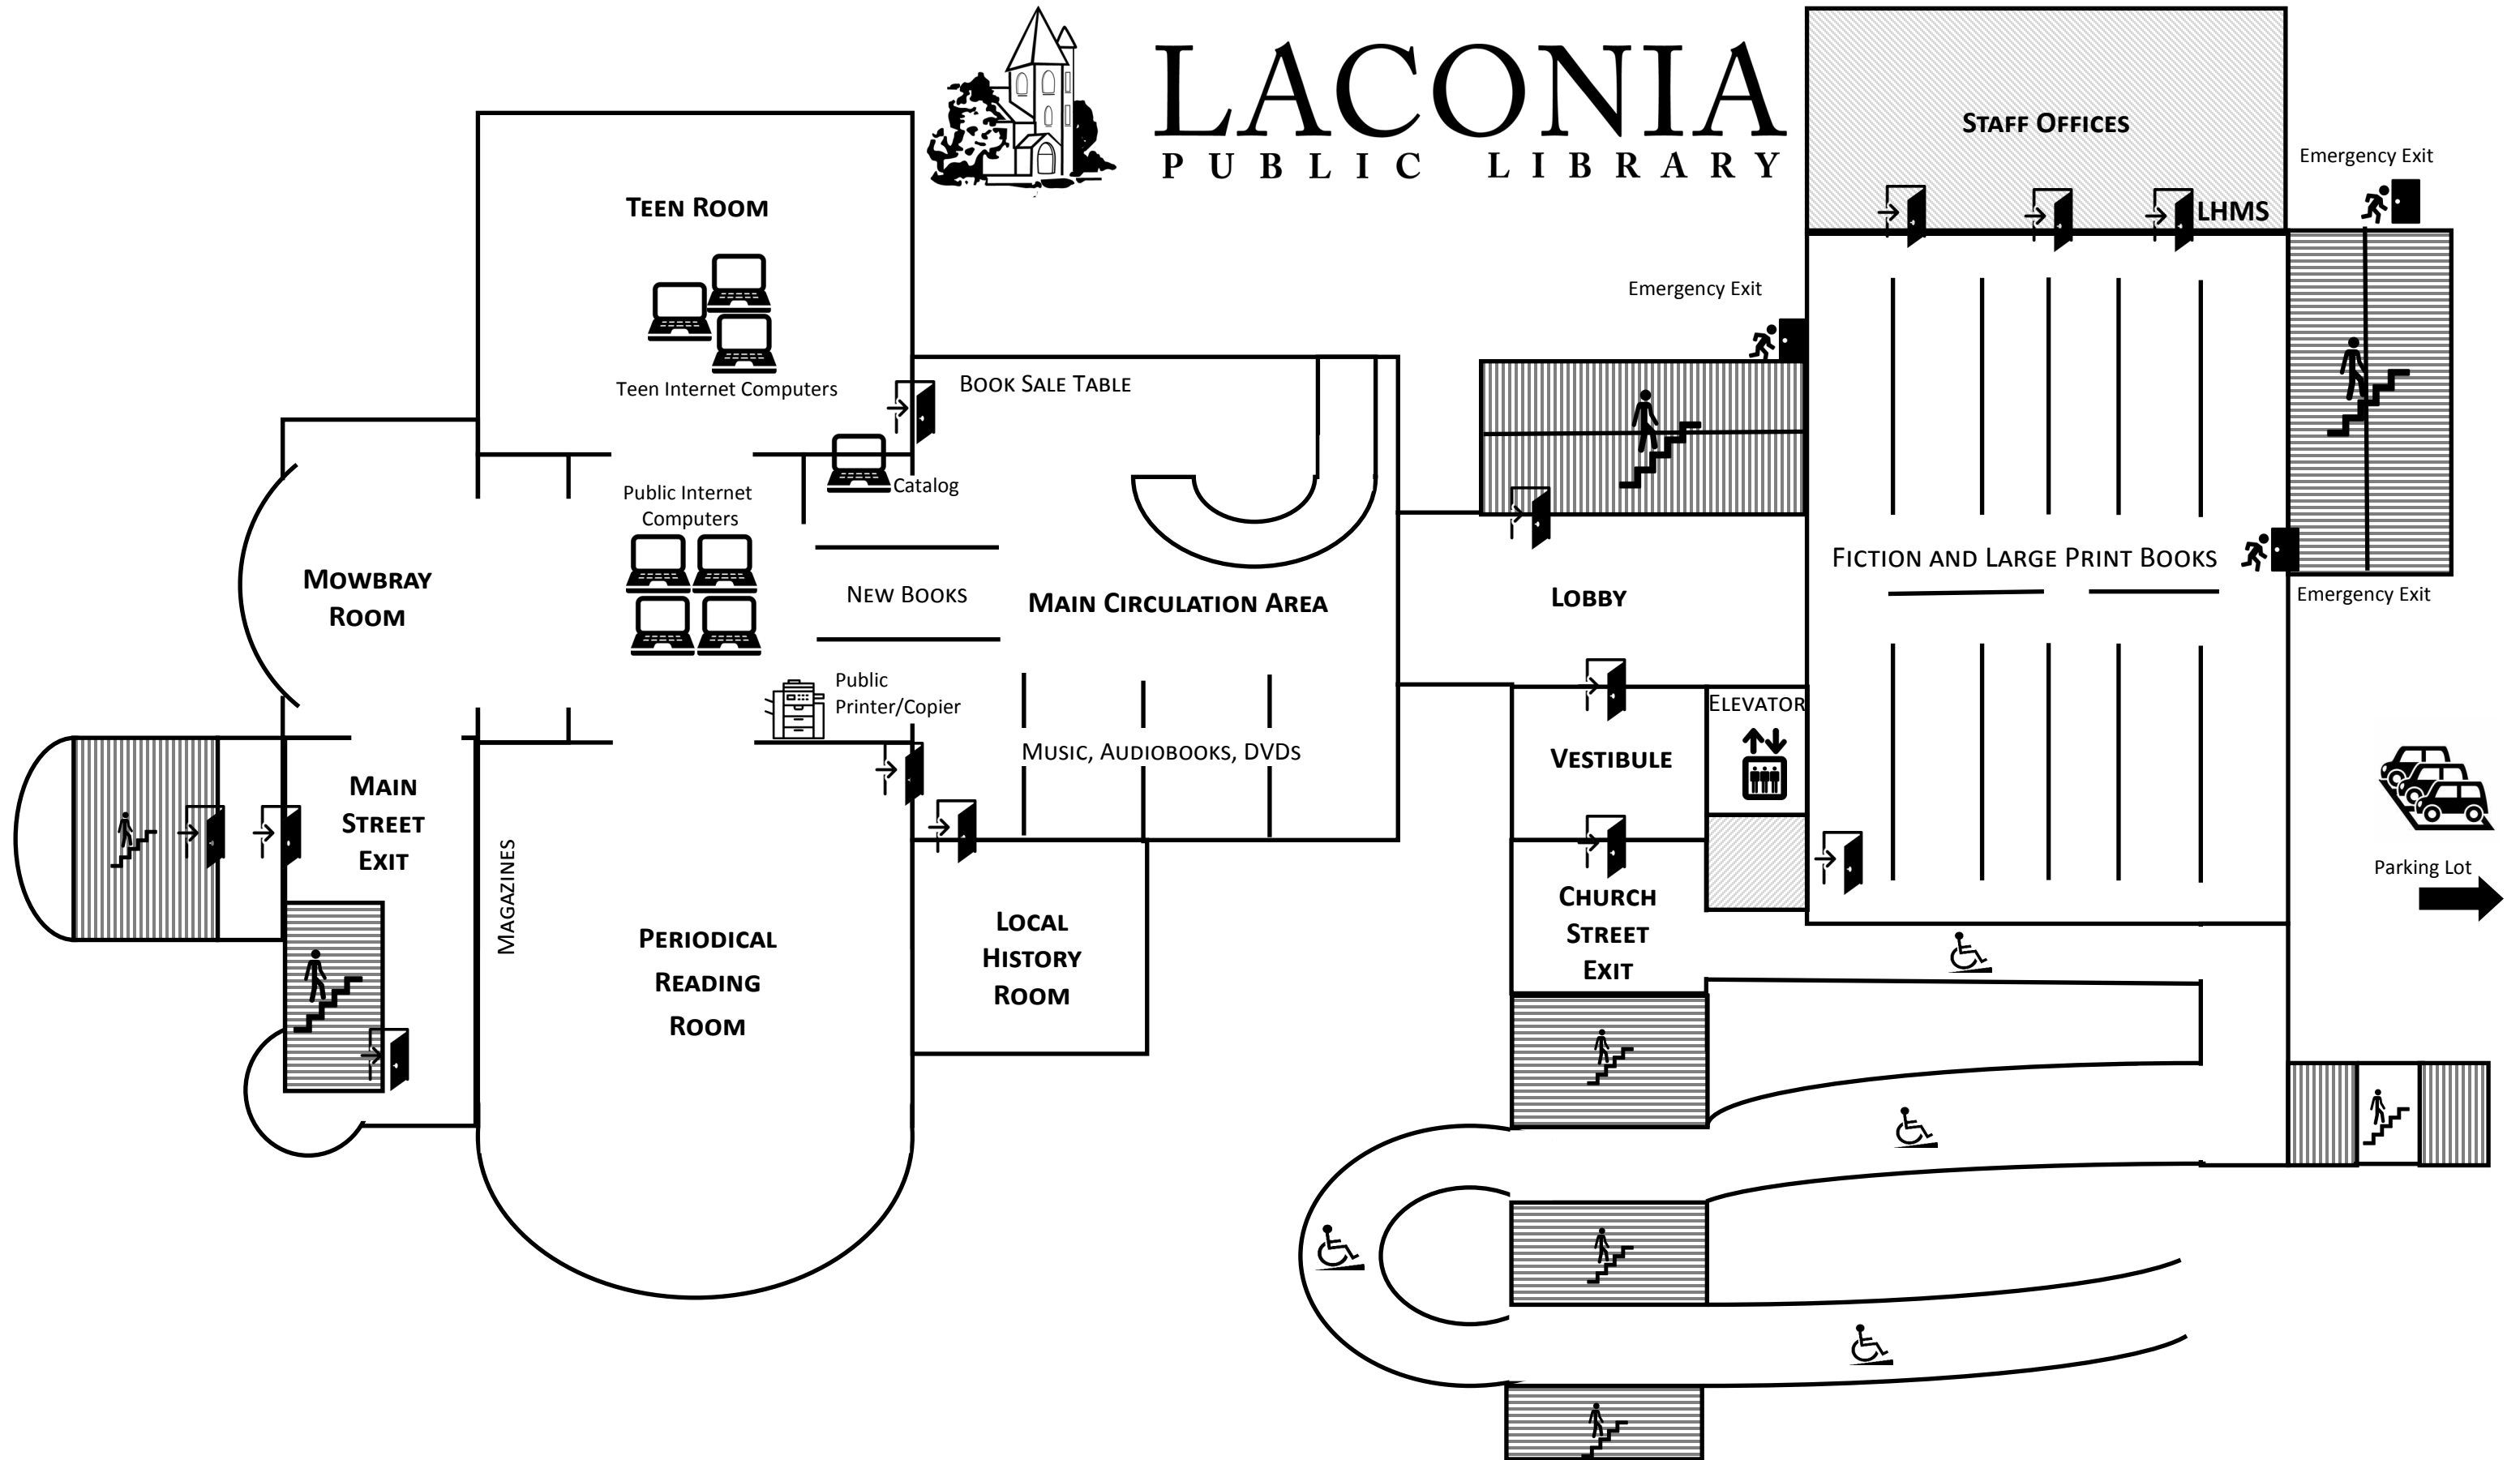 LACONIA
PUBLIC LIBRARY
STAFF OFFICES
Emergency Exit
LHMS
TEEN ROOM
Teen Internet Computers
Emergency Exit
BOOK SALE TABLE
Catalog
Public Internet
Computers
MOWBRAY
ROOM
NEW BOOKS
MAIN CIRCULATION AREA
LOBBY
FICTION AND LARGE PRINT BOOKS
Emergency Exit
Public
Printer/Copier
ELEVATOR
MUSIC, AUDIOBOOKS, DVDS
VESTIBULE
MAIN
STREET
EXIT
MAGAZINES
PERIODICAL
READING
ROOM
LOCAL
HISTORY
ROOM
CHURCH
STREET
EXIT
Parking Lot